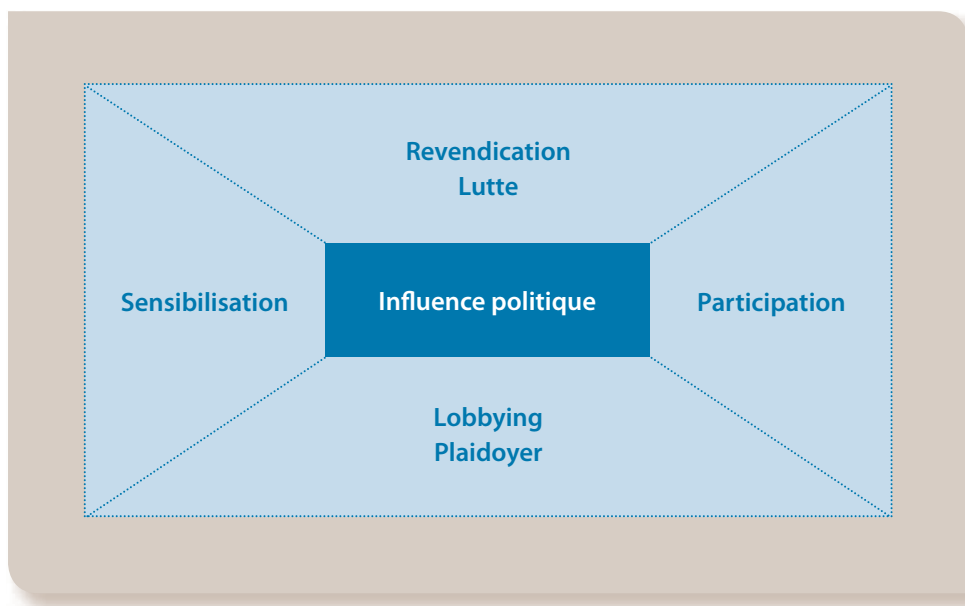 Revendication
Lutte
Sensibilisation
Influence politique
Participation
Lobbying
Plaidoyer